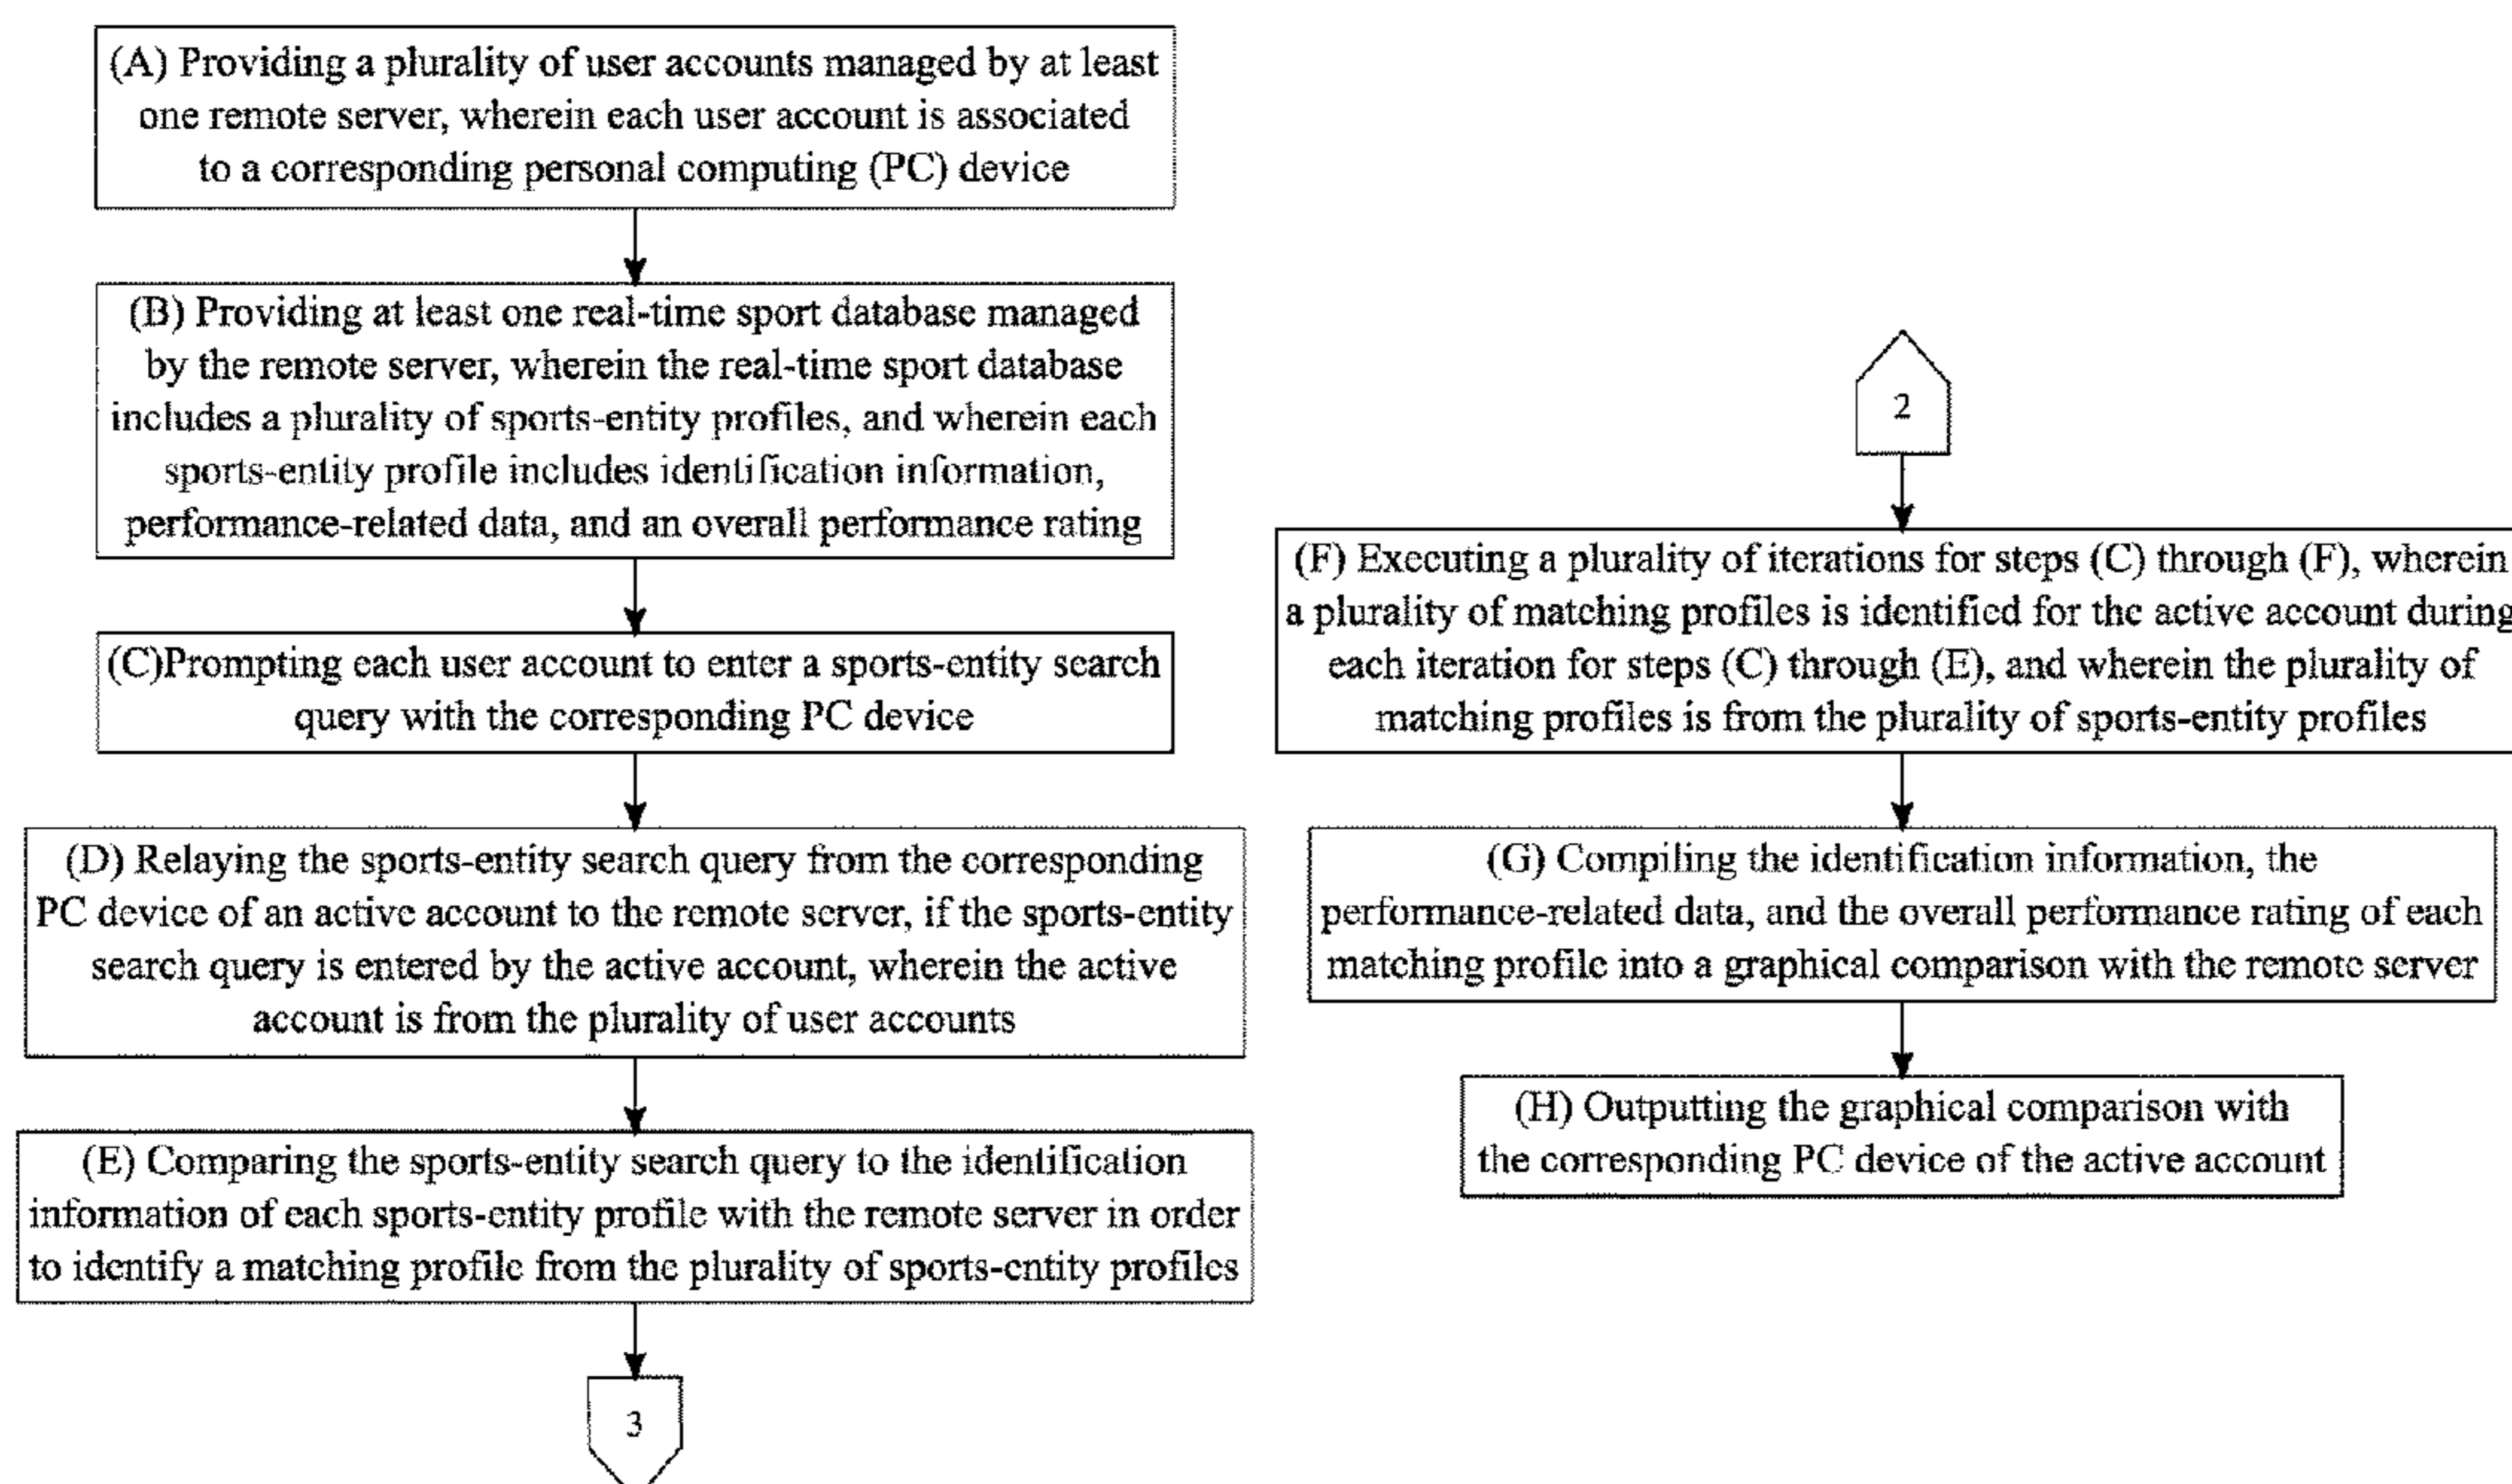 (A) Providing a plurality of user accounts managed by at least
one remote server, wherein each user account is associated
to a corresponding personal computing (PC) device
(B) Providing at least one real-time sport database managed
by the remote server, wherein the real-time sport database
includes a plurality of sports-entity profiles, and wherein each
sports-entity profile includes identification information,
performance-related data, and an overall performance rating
(C)Prompting each user account to enter a sports-entity search
query with the corresponding PC device
(D) Relaying the sports-entity search query from the corresponding
PC device of an active account to the remote server, if the sports-entity
search query is entered by the active account, wherein the active
account is from the plurality of user accounts
(E) Comparing the sports-entity search query to the identification
information of each sports-entity profile with the remote server in order
to identify a matching profile from the plurality of sports-entity profiles
3
2
(F) Executing a plurality of iterations for steps (C) through (F), wherein
a plurality of matching profiles is identified for the active account during
each iteration for steps (C) through (E), and wherein the plurality of
matching profiles is from the plurality of sports-entity profiles
(G) Compiling the identification information, the
performance-related data, and the overall performance rating of each
matching profile into a graphical comparison with the remote server
(H) Outputting the graphical comparison with
the corresponding PC device of the active account